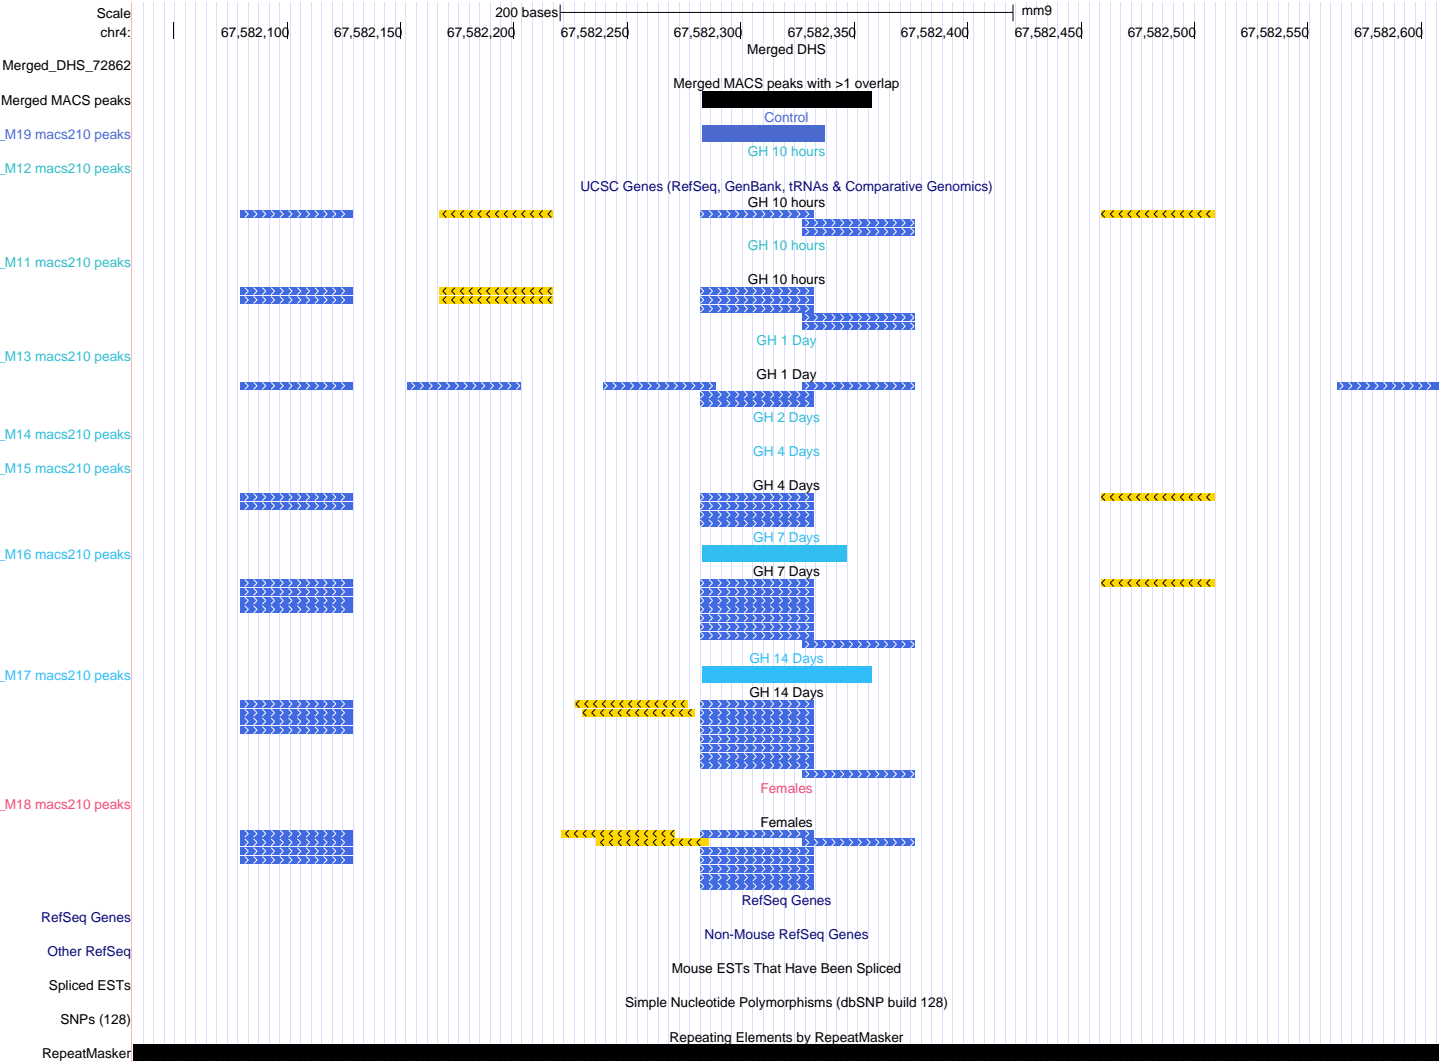 Scale 200 bases mm9
chr4: 67,582,100 67,582,150 67,582,200 67,582,250 67,582,300 67,582,350 67,582,400 67,582,450 67,582,500 67,582,550 67,582,600
Merged DHS
Merged_DHS_72862
Merged MACS peaks with >1 overlap
Merged MACS peaks
Control
_M19 macs210 peaks
GH 10 hours
_M12 macs210 peaks
UCSC Genes (RefSeq, GenBank, tRNAs & Comparative Genomics)
GH 10 hours
GH 10 hours
_M11 macs210 peaks
GH 10 hours
GH 1 Day
_M13 macs210 peaks
GH 1 Day
GH 2 Days
_M14 macs210 peaks
GH 4 Days
_M15 macs210 peaks
GH 4 Days
GH 7 Days
_M16 macs210 peaks
GH 7 Days
GH 14 Days
_M17 macs210 peaks
GH 14 Days
Females
_M18 macs210 peaks
Females
RefSeq Genes
RefSeq Genes
Non-Mouse RefSeq Genes
Other RefSeq
Mouse ESTs That Have Been Spliced
Spliced ESTs
Simple Nucleotide Polymorphisms (dbSNP build 128)
SNPs (128)
Repeating Elements by RepeatMasker
RepeatMasker